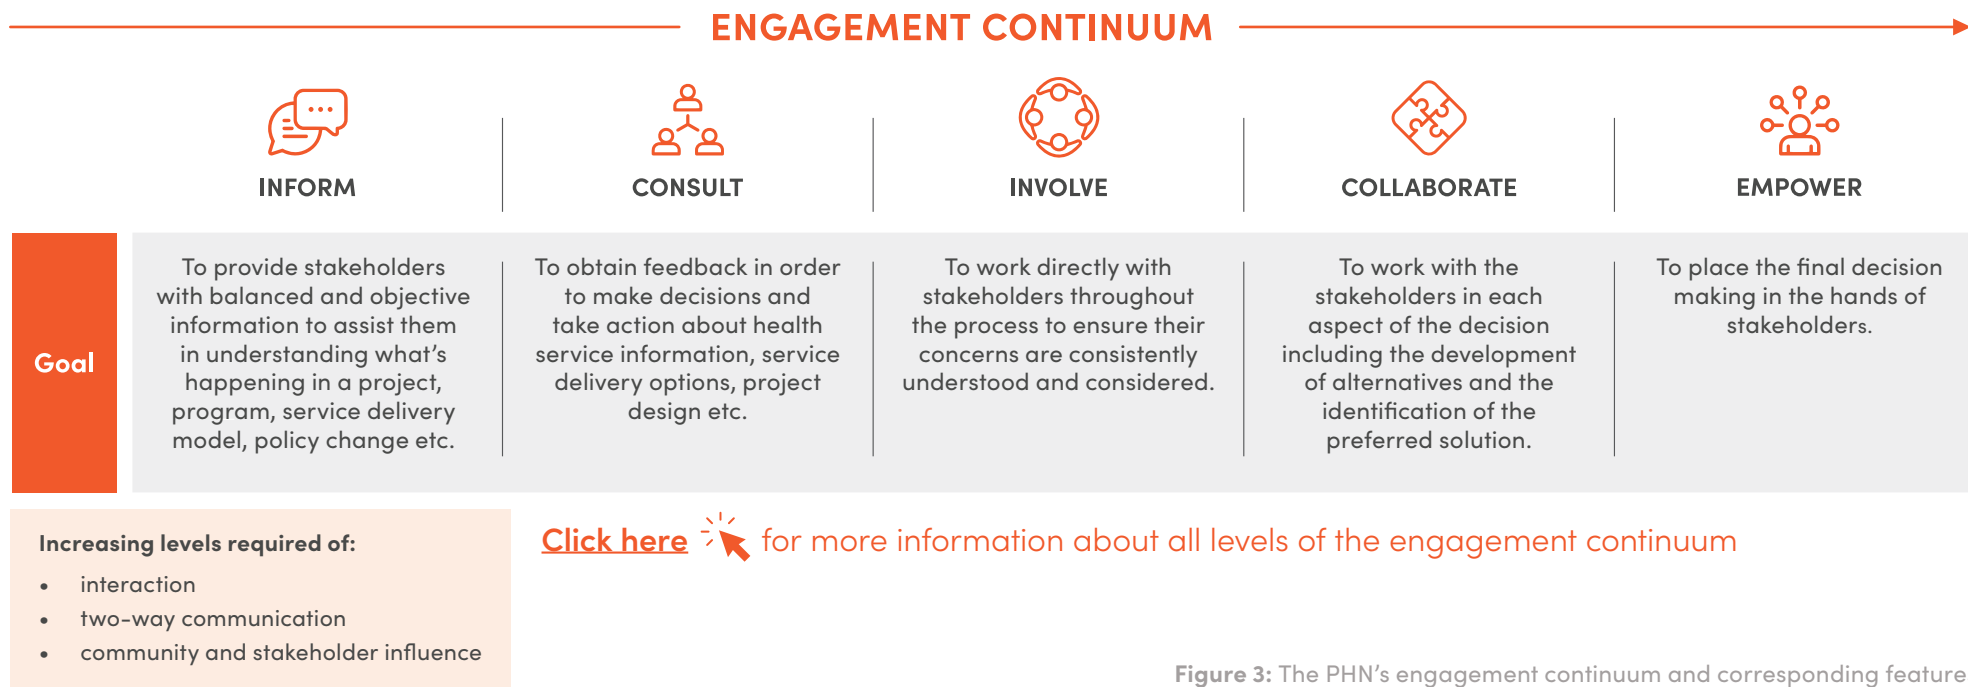 ENGAGEMENT CONTINUUM
INFORM
CONSULT
INVOLVE
COLLABORATE
EMPOWER
Goal
To provide stakeholders
with balanced and objective
information to assist them
in understanding what's
happening in a project,
program, service delivery
model, policy change etc.
To obtain feedback in order
to make decisions and
take action about health
service information, service
delivery options, project
design etc.
To work directly with
stakeholders throughout
the process to ensure their
concerns are consistently
understood and considered.
To work with the
stakeholders in each
aspect of the decision
including the development
of alternatives and the
identification of the
preferred solution.
To place the final decision
making in the hands of
stakeholders.
Increasing levels required of:
• interaction
• two-way communication
• community and stakeholder influence
Click here for more information about all levels of the engagement continuum
Figure 3: The PHN's engagement continuum and corresponding feature